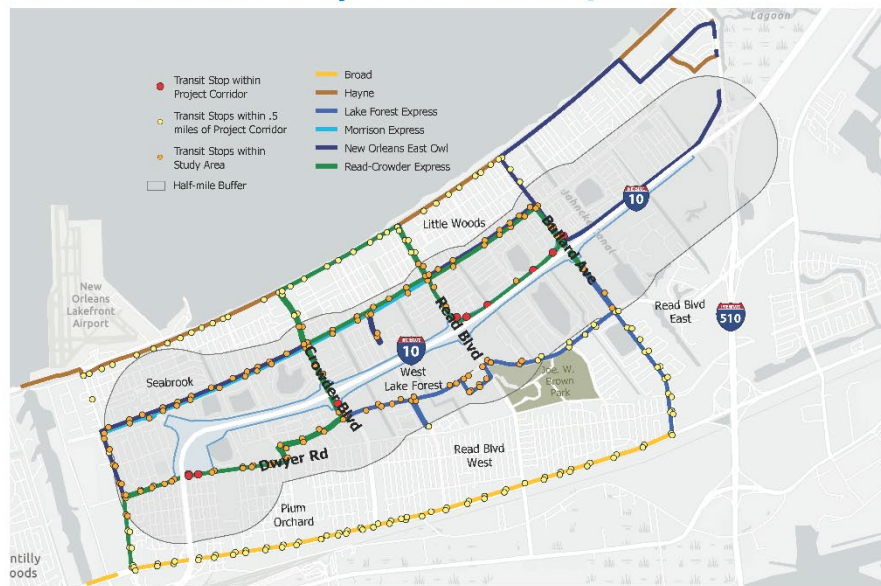 Lagoon
Transit Stop within
Project Corridor
Transit Stops within .5
miles of Project Corridor
Transit Stops within
Study Area
Half-mile Buffer
Broad
Hayne
Lake Forest Express
Morrison Express
New Orleans East Owl
Read-Crowder Express
10
Little Woods
Jahncke Canal
Bullard Ave
New
Orleans
Lakefront
Airport
Read Blvd
East
510
Read Blvd
10
West
Lake Forest
Seabrook
Crowder Blvd
Joe. W.
Brown
Park
Dwyer Rd
Read Blvd
West
Plum
Orchard
ntilly
oods